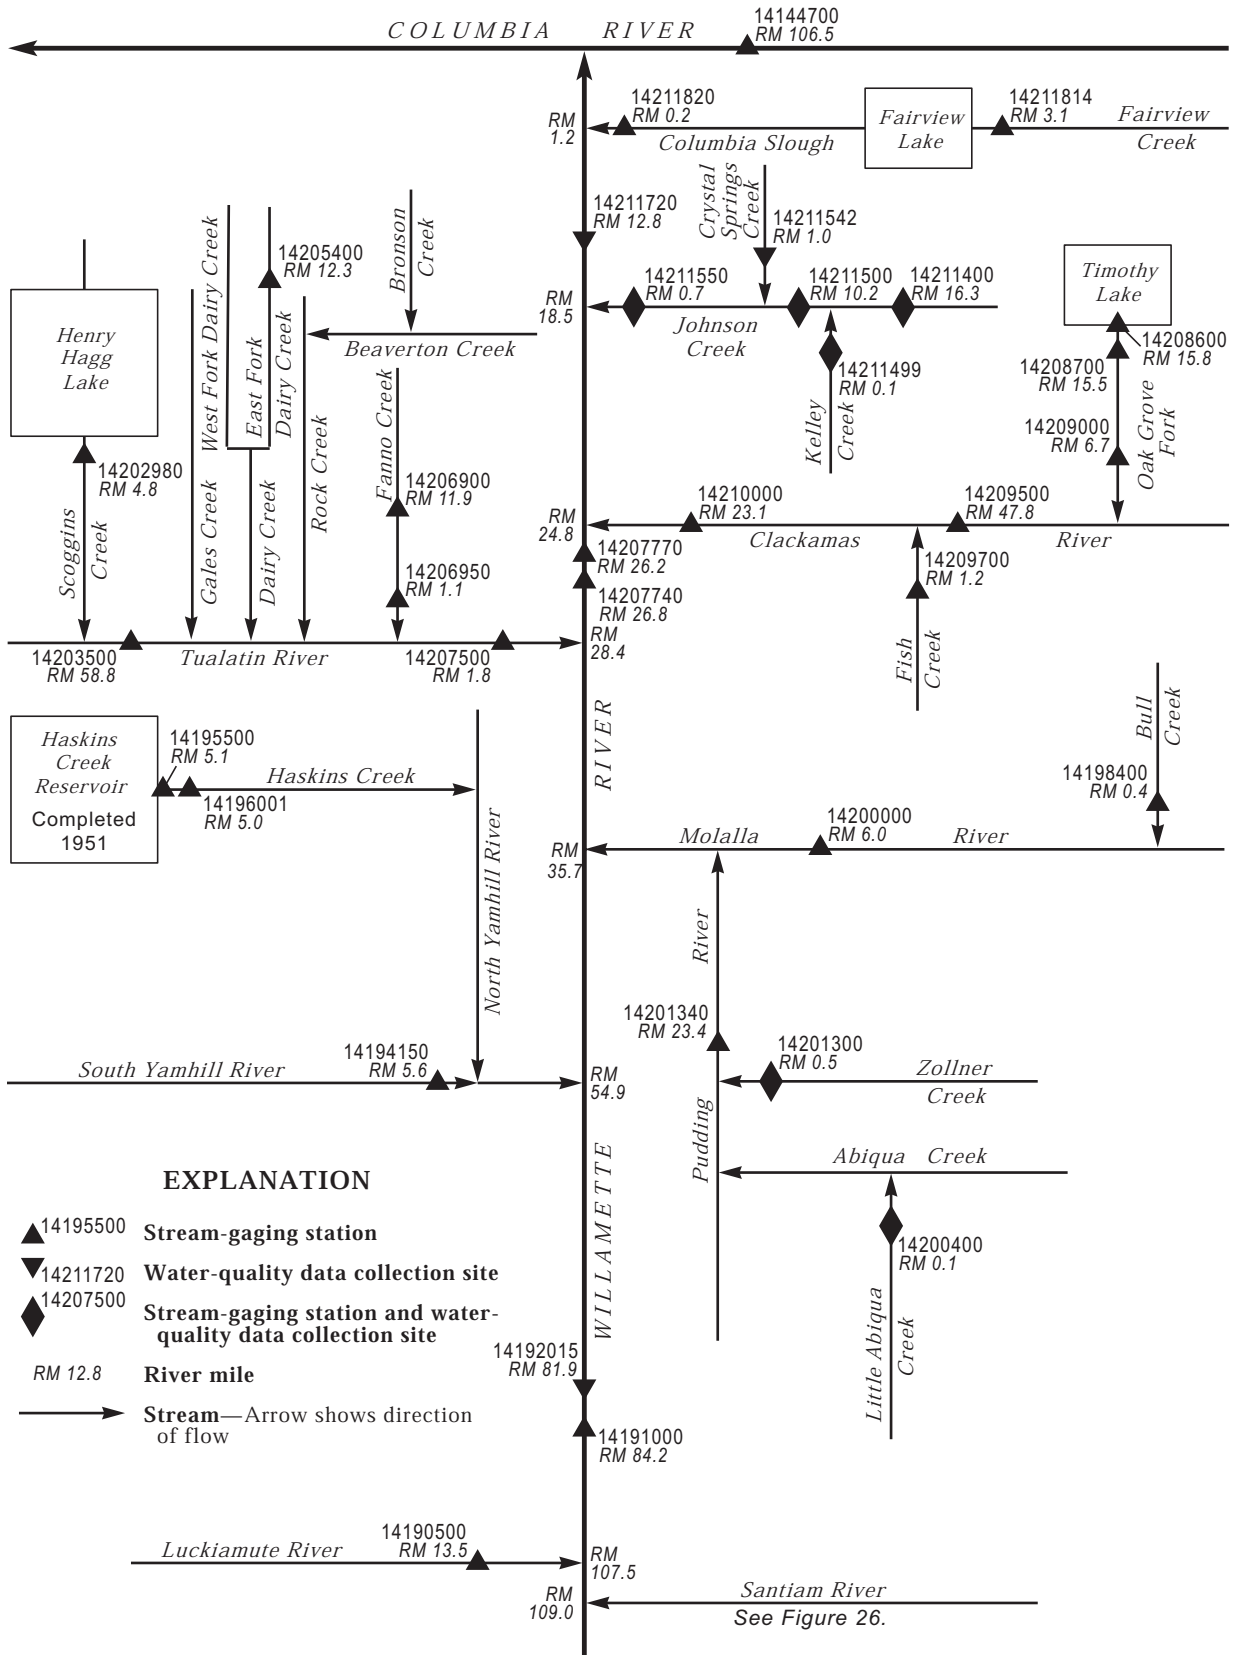 COLUMBIA RIVER
14144700
RM 106.5
RM
1.2
14211820
RM 0.2
Columbia Slough
Fairview
Lake
14211814
RM 3.1
Fairview
Creek
14211720
RM 12.8
Crystal
Springs
Creek
14211542
RM 1.0
Bronson
Creek
14205400
RM 12.3
West Fork Dairy Creek
East Fork
Dairy Creek
Henry
Hagg
Lake
Beaverton Creek
RM
18.5
14211550
RM 0.7
14211500
RM 10.2
14211400
RM 16.3
Johnson
Creek
14211499
RM 0.1
Kelley
Creek
Timothy
Lake
14208600
RM 15.8
14208700
RM 15.5
14209000
RM 6.7
Oak Grove
Fork
14202980
RM 4.8
Scoggins
Creek
Gales Creek
Dairy Creek
Rock Creek
Fanno Creek
14206900
RM 11.9
14206950
RM 1.1
RM
24.8
14210000
RM 23.1
14209500
RM 47.8
Clackamas River
14207770
RM 26.2
14207740
RM 26.8
14209700
RM 1.2
Fish
Creek
14203500
RM 58.8
Tualatin River
14207500
RM 1.8
RM
28.4
Haskins
Creek
Reservoir
Completed
1951
14195500
RM 5.1
Haskins Creek
14196001
RM 5.0
North Yamhill River
WILLAMETTE RIVER
Bull
Creek
14198400
RM 0.4
14200000
RM 6.0
Molalla River
RM
35.7
Pudding River
14201340
RM 23.4
14201300
RM 0.5
Zollner
Creek
South Yamhill River
14194150
RM 5.6
RM
54.9
Abiqua Creek
14200400
RM 0.1
Little Abiqua
Creek
EXPLANATION
14195500 Stream-gaging station
14211720 Water-quality data collection site
14207500 Stream-gaging station and water-
quality data collection site
RM 12.8 River mile
Stream—Arrow shows direction
of flow
14192015
RM 81.9
14191000
RM 84.2
Luckiamute River
14190500
RM 13.5
RM
107.5
RM
109.0
Santiam River
See Figure 26.